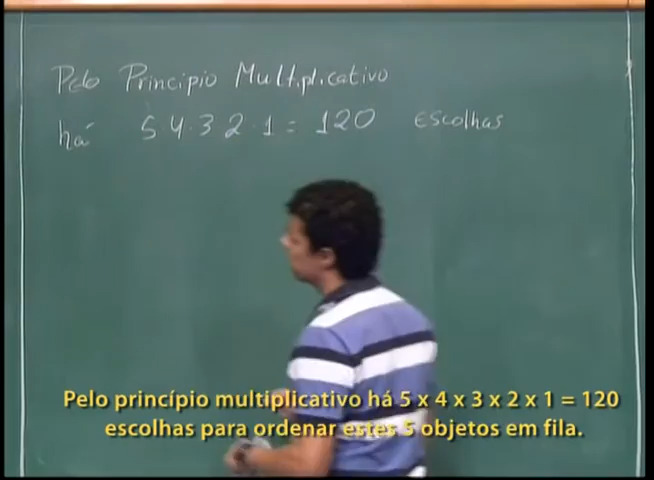 Pelo Principio Multiplicativo
há 5 4.3 2.1 = 120 escolhas
Pelo princípio multiplicativo há 5 x 4 x 3 x 2 x 1 = 120
escolhas para ordenar estes 5 objetos em fila.